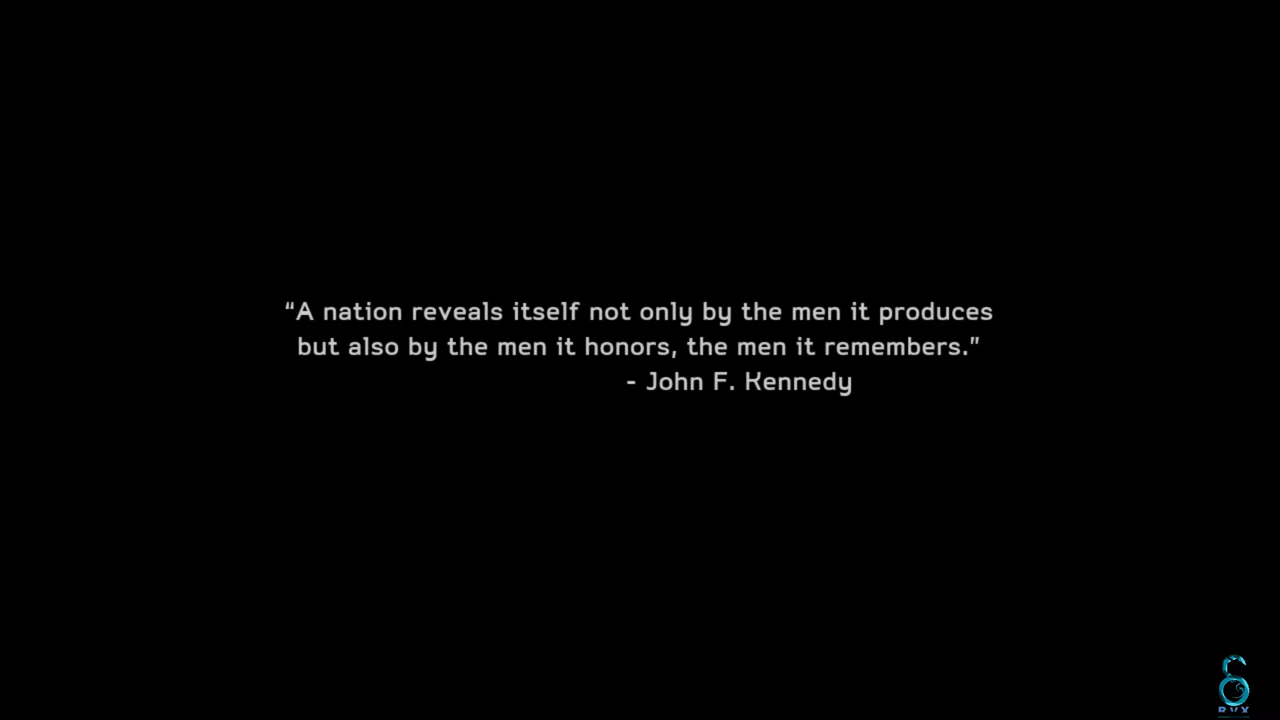 “A nation reveals itself not only by the men it produces
but also by the men it honors, the men it remembers.”
- John F. Kennedy
RVX